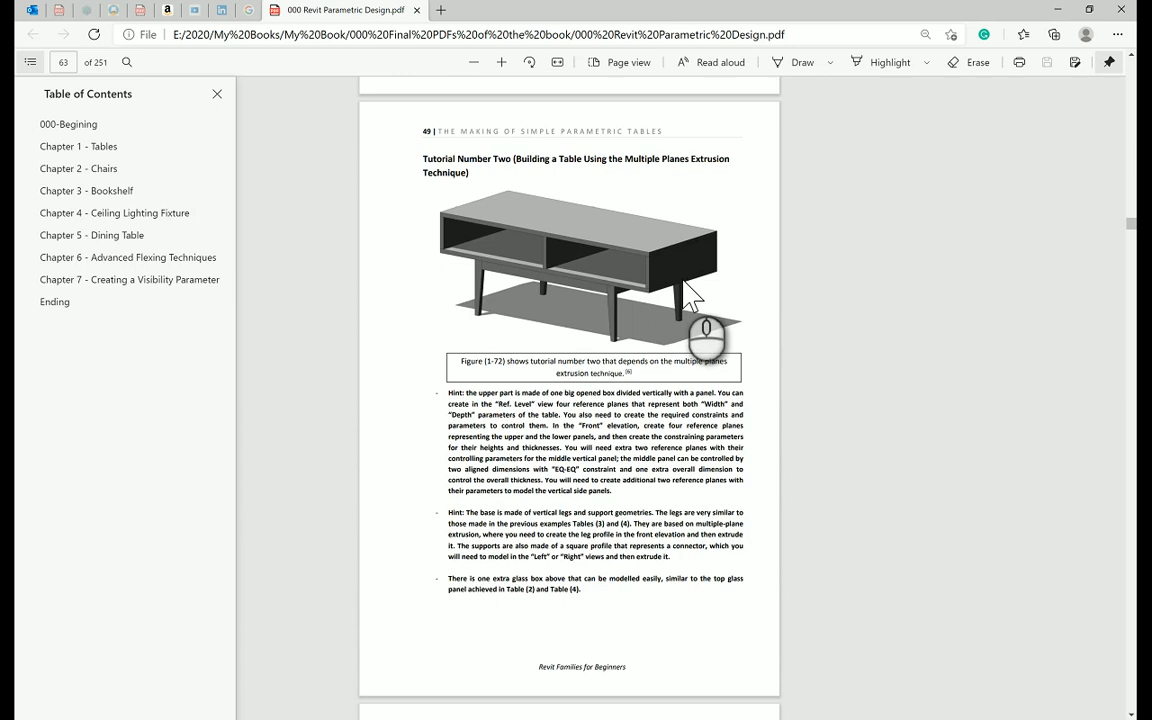 000 Revit Parametric Design.pdf
File
E:/2020/My%20Books/My%20Book/000%20Final%20PDFs%20of%20the%20book/000%20Revit%20Parametric%20Design.pdf
63 of 251
Page view
Read aloud
Draw
Highlight
Erase
Table of Contents
000-Begining
Chapter 1 - Tables
Chapter 2 - Chairs
Chapter 3 - Bookshelf
Chapter 4 - Ceiling Lighting Fixture
Chapter 5 - Dining Table
Chapter 6 - Advanced Flexing Techniques
Chapter 7 - Creating a Visibility Parameter
Ending
49 | THE MAKING OF SIMPLE PARAMETRIC TABLES
Tutorial Number Two (Building a Table Using the Multiple Planes Extrusion
Technique)
Figure (1-72) shows tutorial number two that depends on the multiple planes
extrusion technique. [6]
- Hint: the upper part is made of one big opened box divided vertically with a panel. You can
create in the “Ref. Level” view four reference planes that represent both “Width” and
“Depth” parameters of the table. You also need to create the required constraints and
parameters to control them. In the “Front” elevation, create four reference planes
representing the upper and the lower panels, and then create the constraining parameters
for their heights and thicknesses. You will need extra two reference planes with their
controlling parameters for the middle vertical panel; the middle panel can be controlled by
two aligned dimensions with “EQ-EQ” constraint and one extra overall dimension to
control the overall thickness. You will need to create additional two reference planes with
their parameters to model the vertical side panels.
- Hint: The base is made of vertical legs and support geometries. The legs are very similar to
those made in the previous examples Tables (3) and (4). They are based on multiple-plane
extrusion, where you need to create the leg profile in the front elevation and then extrude
it. The supports are also made of a square profile that represents a connector, which you
will need to model in the “Left” or “Right” views and then extrude it.
- There is one extra glass box above that can be modelled easily, similar to the top glass
panel achieved in Table (2) and Table (4).
Revit Families for Beginners